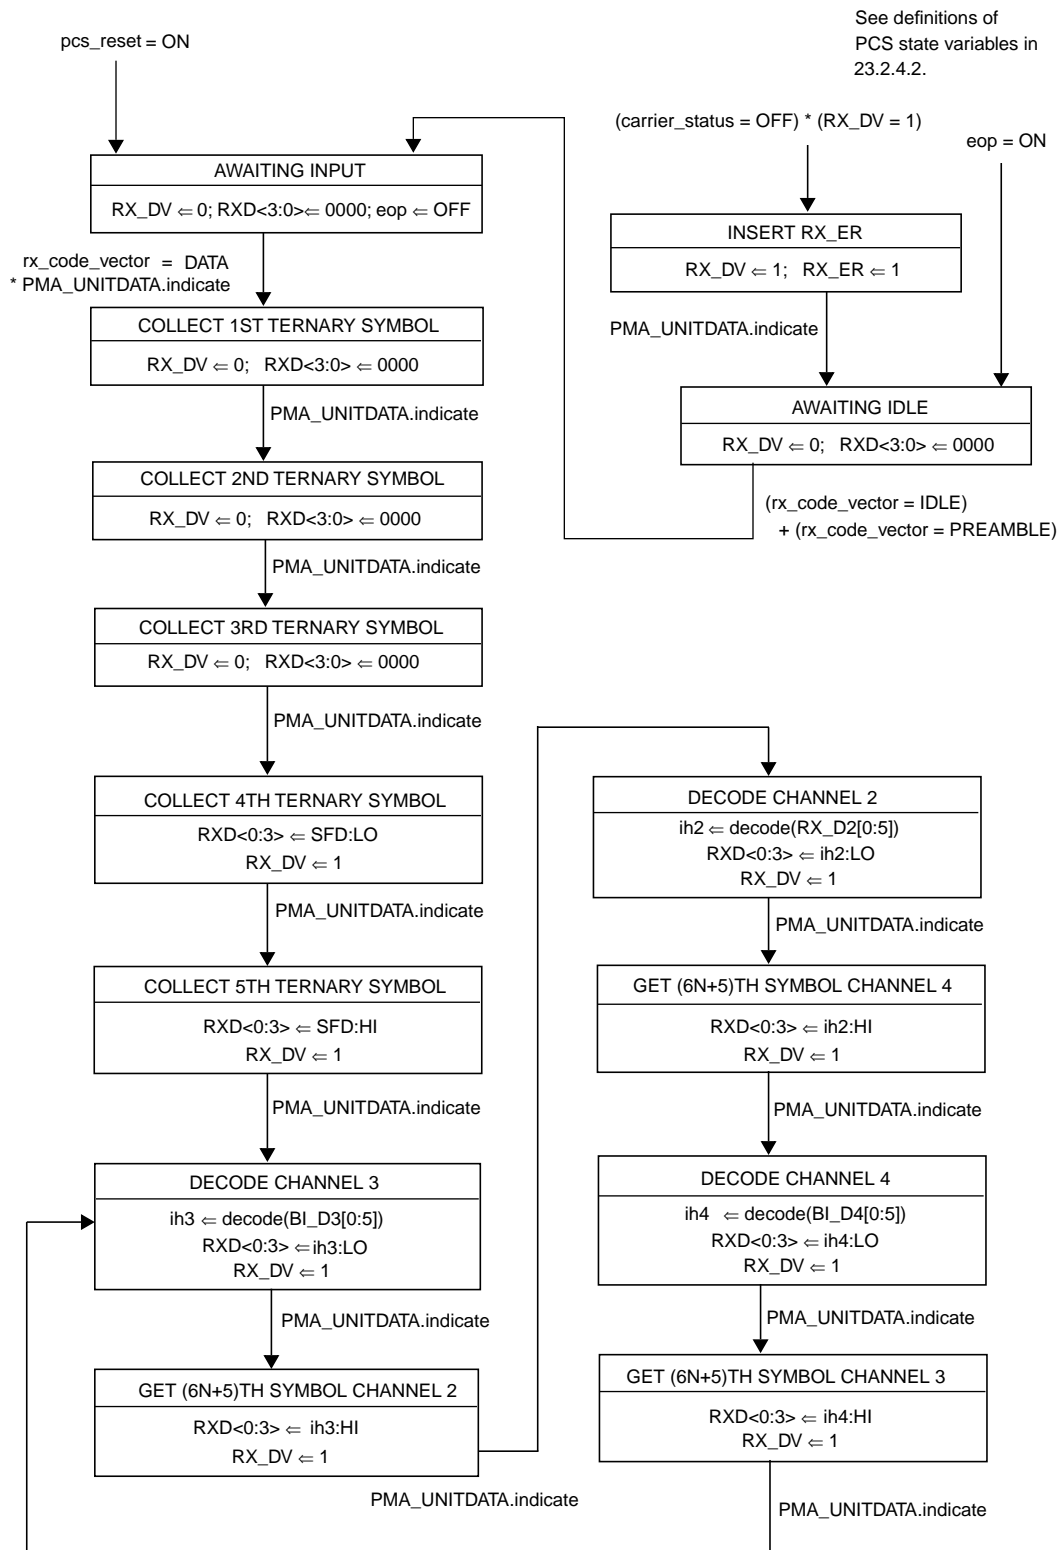 See definitions of
PCS state variables in
23.2.4.2.
pcs_reset = ON
AWAITING INPUT
RX_DV ⇐ 0; RXD<3:0> ⇐ 0000; eop ⇐ OFF
rx_code_vector = DATA
* PMA_UNITDATA.indicate
COLLECT 1ST TERNARY SYMBOL
RX_DV ⇐ 0; RXD<3:0> ⇐ 0000
PMA_UNITDATA.indicate
COLLECT 2ND TERNARY SYMBOL
RX_DV ⇐ 0; RXD<3:0> ⇐ 0000
PMA_UNITDATA.indicate
COLLECT 3RD TERNARY SYMBOL
RX_DV ⇐ 0; RXD<3:0> ⇐ 0000
PMA_UNITDATA.indicate
COLLECT 4TH TERNARY SYMBOL
RXD<0:3> ⇐ SFD:LO
RX_DV ⇐ 1
PMA_UNITDATA.indicate
COLLECT 5TH TERNARY SYMBOL
RXD<0:3> ⇐ SFD:HI
RX_DV ⇐ 1
PMA_UNITDATA.indicate
DECODE CHANNEL 3
ih3 ⇐ decode(BI_D3[0:5])
RXD<0:3> ⇐ ih3:LO
RX_DV ⇐ 1
PMA_UNITDATA.indicate
GET (6N+5)TH SYMBOL CHANNEL 2
RXD<0:3> ⇐ ih3:HI
RX_DV ⇐ 1
PMA_UNITDATA.indicate
(carrier_status = OFF) * (RX_DV = 1)
eop = ON
INSERT RX_ER
RX_DV ⇐ 1; RX_ER ⇐ 1
PMA_UNITDATA.indicate
AWAITING IDLE
RX_DV ⇐ 0; RXD<3:0> ⇐ 0000
(rx_code_vector = IDLE)
+ (rx_code_vector = PREAMBLE)
DECODE CHANNEL 2
ih2 ⇐ decode(RX_D2[0:5])
RXD<0:3> ⇐ ih2:LO
RX_DV ⇐ 1
PMA_UNITDATA.indicate
GET (6N+5)TH SYMBOL CHANNEL 4
RXD<0:3> ⇐ ih2:HI
RX_DV ⇐ 1
PMA_UNITDATA.indicate
DECODE CHANNEL 4
ih4 ⇐ decode(BI_D4[0:5])
RXD<0:3> ⇐ ih4:LO
RX_DV ⇐ 1
PMA_UNITDATA.indicate
GET (6N+5)TH SYMBOL CHANNEL 3
RXD<0:3> ⇐ ih4:HI
RX_DV ⇐ 1
PMA_UNITDATA.indicate